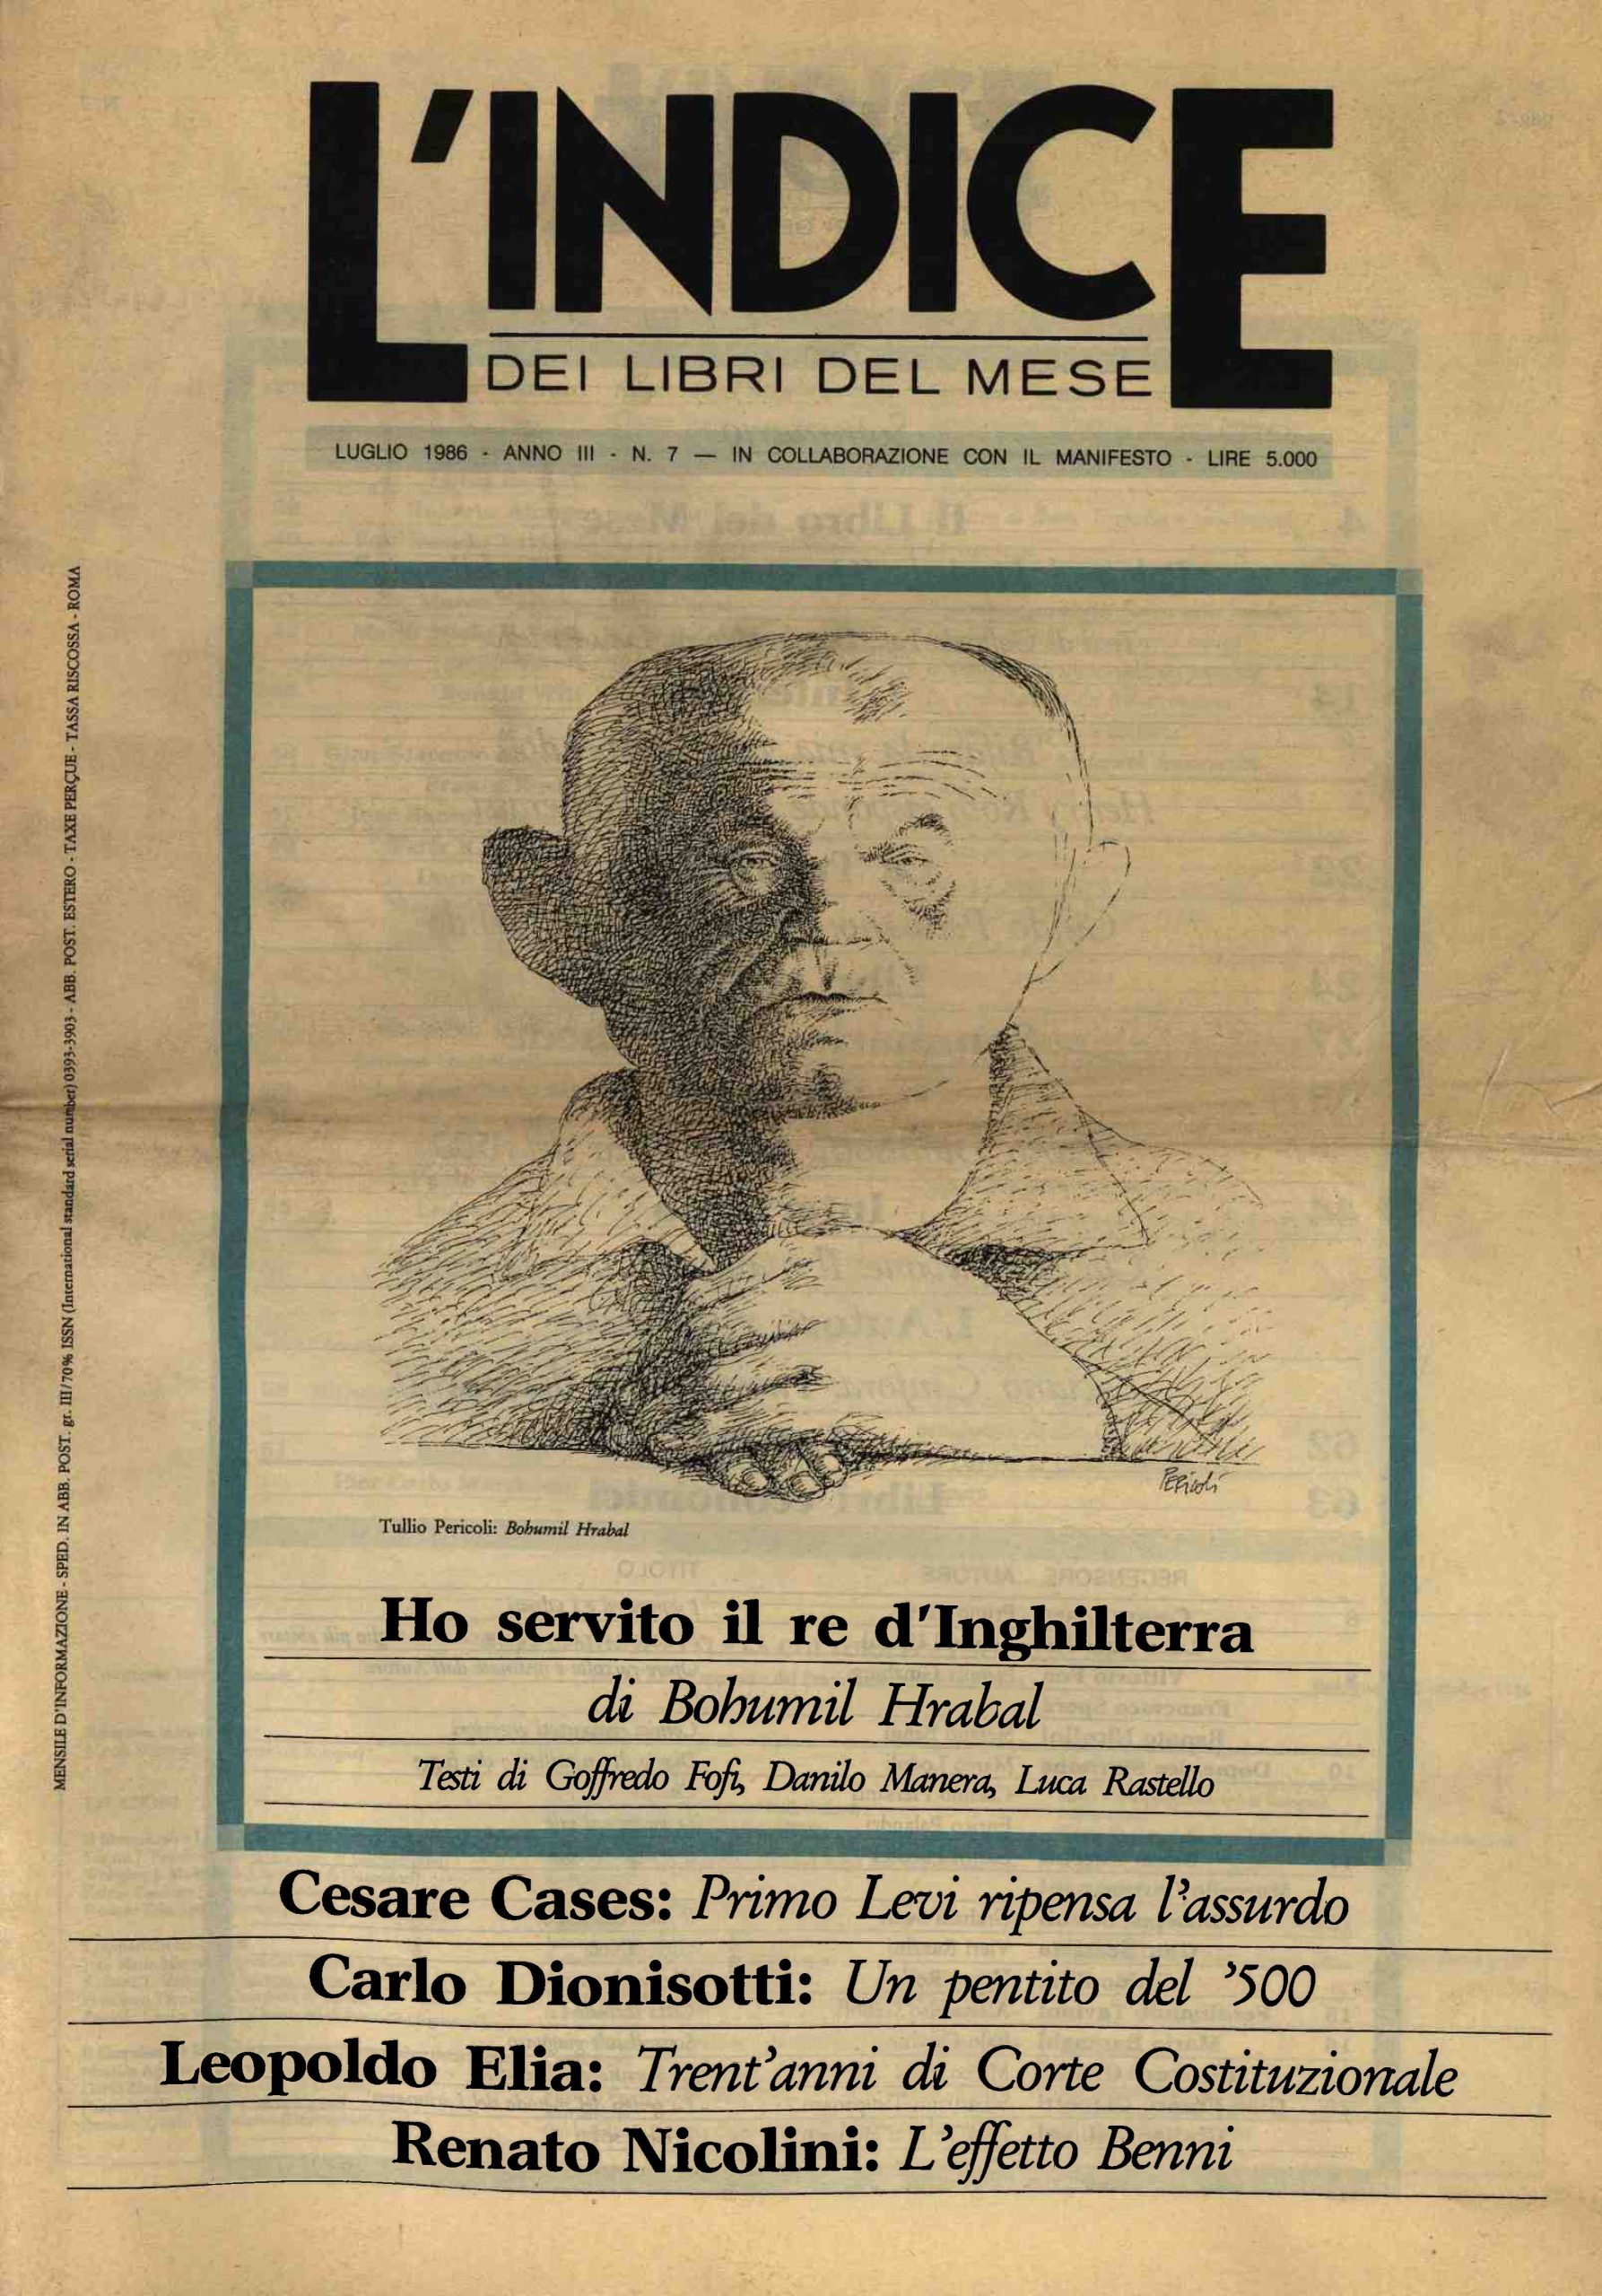 L'INDICE
DEI LIBRI DEL MESE
LUGLIO 1986 - ANNO III - N. 7 — IN COLLABORAZIONE CON IL MANIFESTO - LIRE 5.000
MENSILE D'INFORMAZIONE - SPED. IN ABB. POST. gr. III/70% ISSN (International standard serial number) 0393-3903 - ABB. POST. ESTERO - TAXE PERÇUE - TASSA RISCOSSA - ROMA
Pericoli
Tullio Pericoli: Bohumil Hrabal
Ho servito il re d'Inghilterra
di Bohumil Hrabal
Testi di Goffredo Fofi, Danilo Manera, Luca Rastello
Cesare Cases: Primo Levi ripensa l'assurdo
Carlo Dionisotti: Un pentito del '500
Leopoldo Elia: Trent'anni di Corte Costituzionale
Renato Nicolini: L'effetto Benni